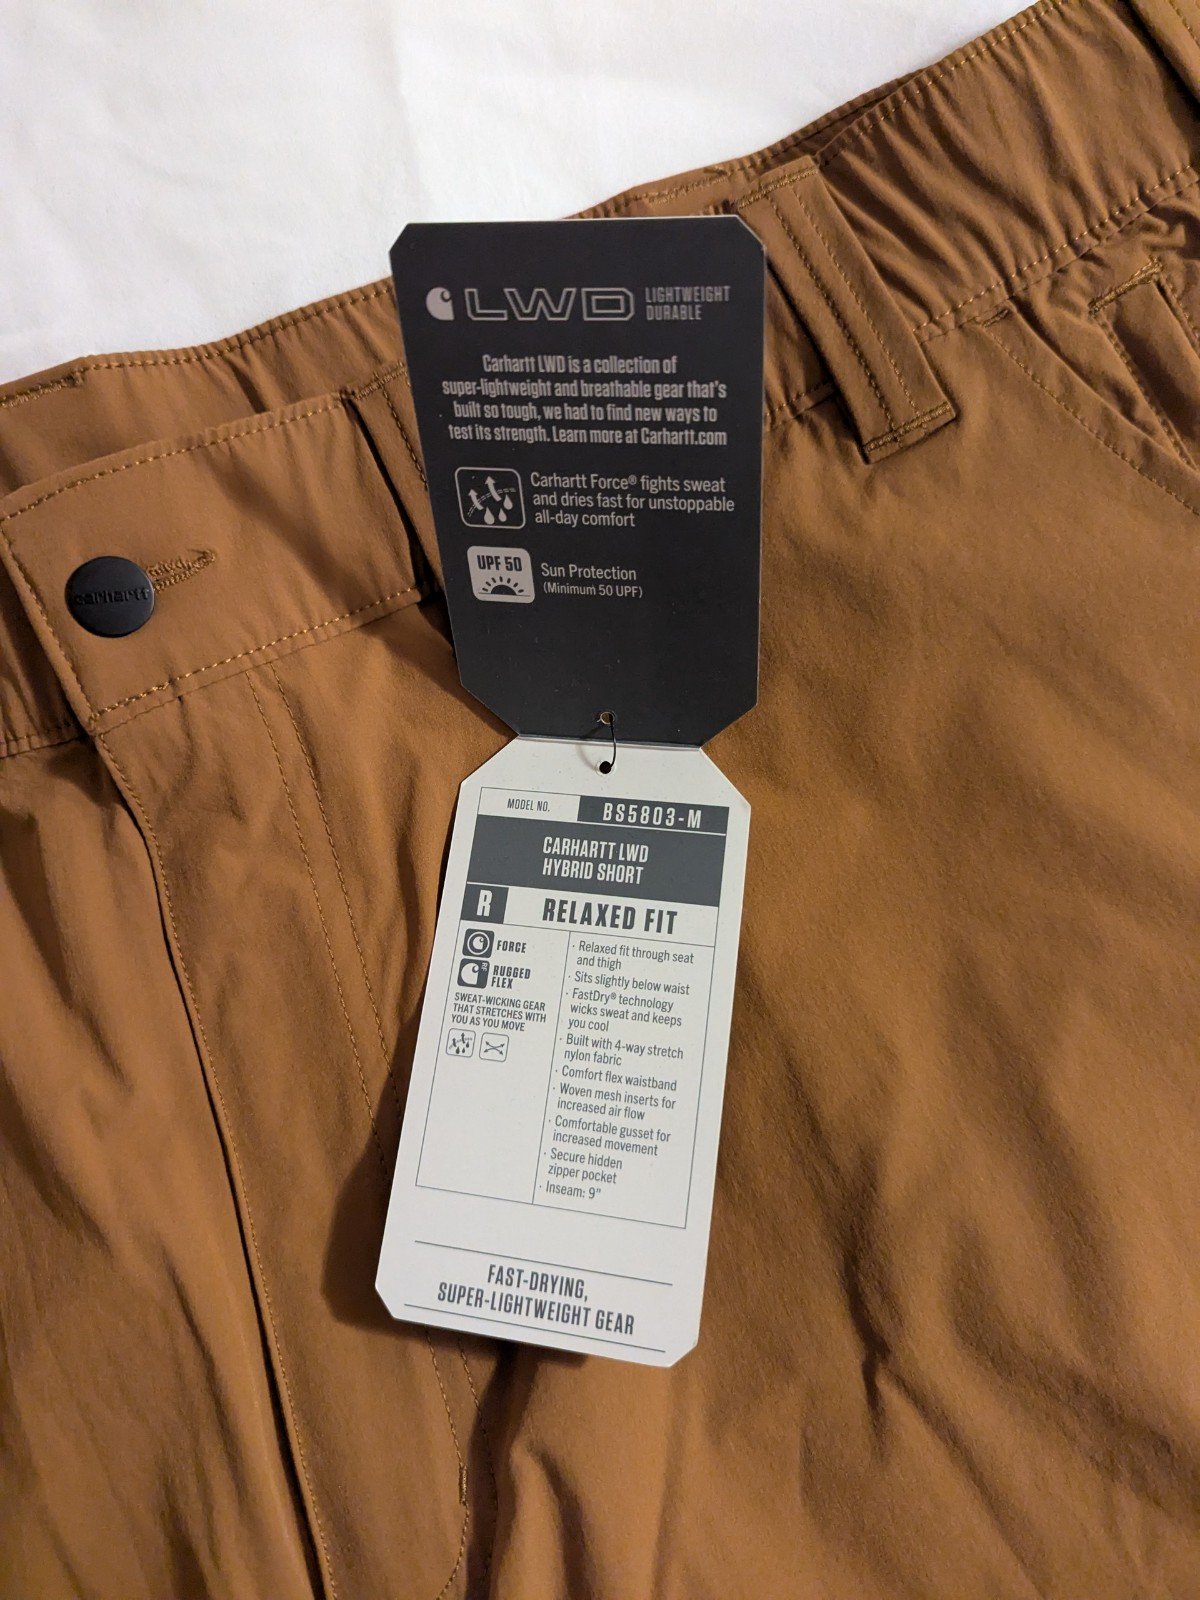 LWD LIGHTWEIGHT
DURABLE
Carhartt LWD is a collection of
super-lightweight and breathable gear that's
built so tough, we had to find new ways to
test its strength. Learn more at Carhartt.com
Carhartt Force® fights sweat
and dries fast for unstoppable
all-day comfort
UPF 50
Sun Protection
(Minimum 50 UPF)
carhartt
MODEL NO. BS5803-M
CARHARTT LWD
HYBRID SHORT
R RELAXED FIT
FORCE
RUGGED
FLEX
SWEAT-WICKING GEAR
THAT STRETCHES WITH
YOU AS YOU MOVE
· Relaxed fit through seat
and thigh
· Sits slightly below waist
· FastDry® technology
wicks sweat and keeps
you cool
· Built with 4-way stretch
nylon fabric
· Comfort flex waistband
· Woven mesh inserts for
increased air flow
· Comfortable gusset for
increased movement
· Secure hidden
zipper pocket
· Inseam: 9"
FAST-DRYING,
SUPER-LIGHTWEIGHT GEAR